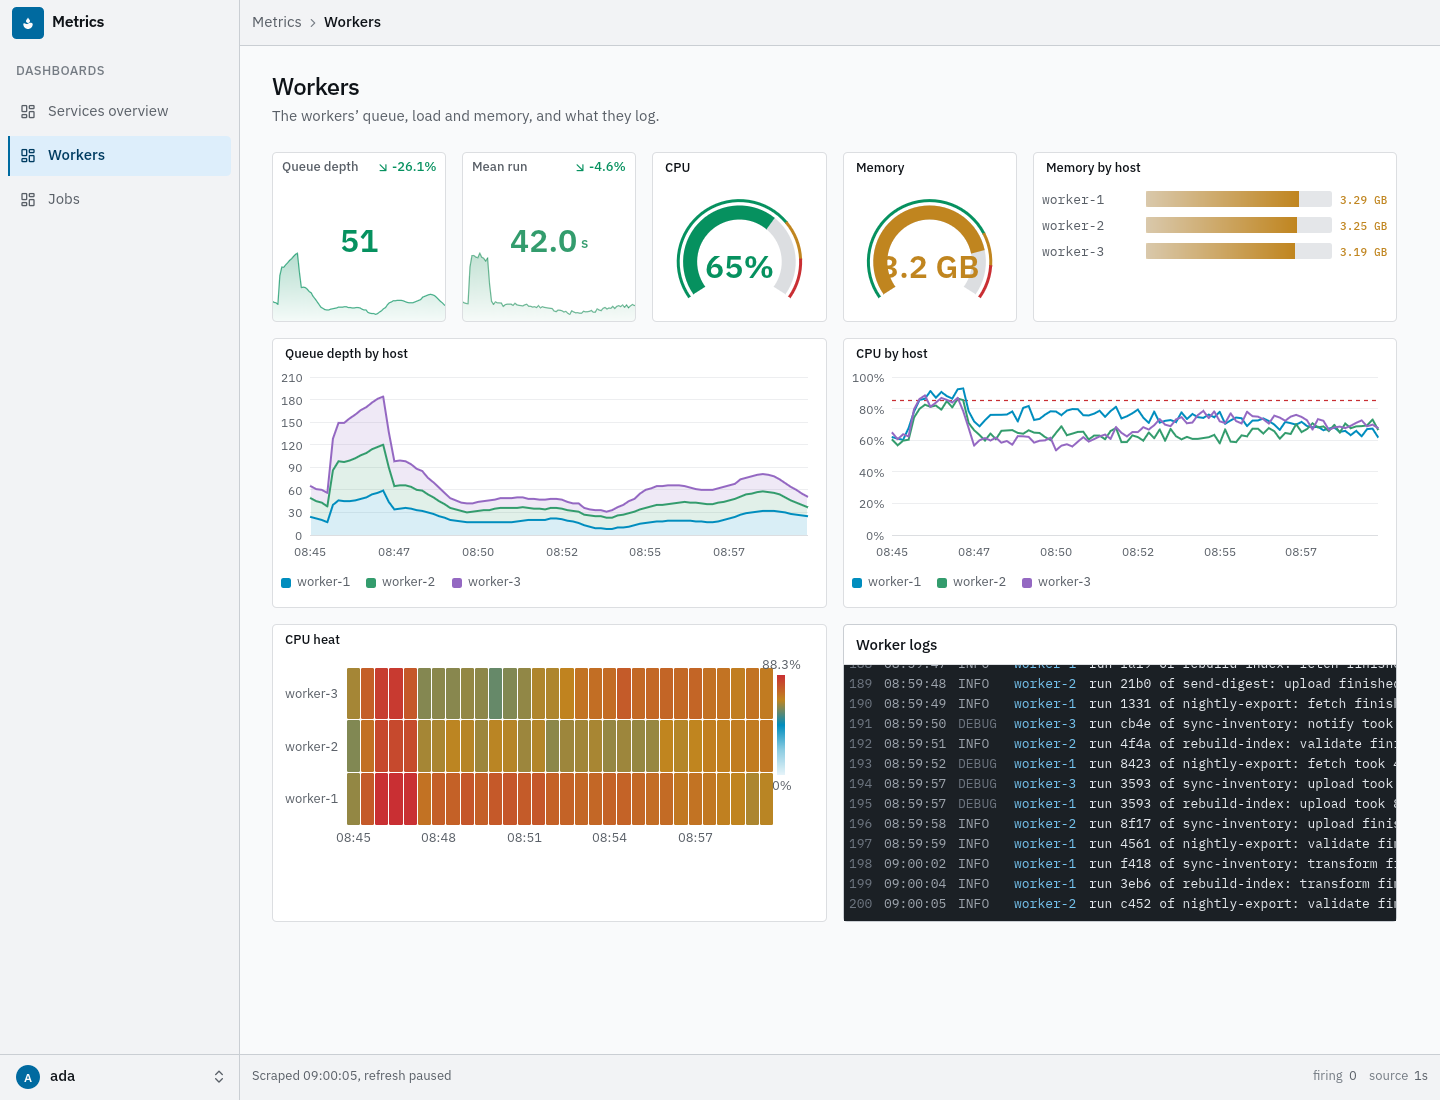 Metrics
DASHBOARDS
Services overview
Workers
Jobs
Metrics > Workers
Workers
The workers’ queue, load and memory, and what they log.
Queue depth ↘ -26.1%
51
Mean run ↘ -4.6%
42.0 s
CPU
65%
Memory
3.2 GB
Memory by host
worker-1 3.29 GB
worker-2 3.25 GB
worker-3 3.19 GB
Queue depth by host
210
180
150
120
90
60
30
0
08:45 08:47 08:50 08:52 08:55 08:57
worker-1 worker-2 worker-3
CPU by host
100%
80%
60%
40%
20%
0%
08:45 08:47 08:50 08:52 08:55 08:57
worker-1 worker-2 worker-3
CPU heat
88.3%
worker-3
worker-2
0%
worker-1
08:45 08:48 08:51 08:54 08:57
Worker logs
189 08:59:48 INFO worker-2 run 21b0 of send-digest: upload finished
190 08:59:49 INFO worker-1 run 1331 of nightly-export: fetch finish
191 08:59:50 DEBUG worker-3 run cb4e of sync-inventory: notify took
192 08:59:51 INFO worker-2 run 4f4a of rebuild-index: validate fin
193 08:59:52 DEBUG worker-1 run 8423 of nightly-export: fetch took
194 08:59:57 DEBUG worker-3 run 3593 of sync-inventory: upload took
195 08:59:57 DEBUG worker-1 run 3593 of rebuild-index: upload took
196 08:59:58 INFO worker-2 run 8f17 of sync-inventory: upload finis
197 08:59:59 INFO worker-1 run 4561 of nightly-export: validate fin
198 09:00:02 INFO worker-1 run f418 of sync-inventory: transform f
199 09:00:04 INFO worker-1 run 3eb6 of rebuild-index: transform fin
200 09:00:05 INFO worker-2 run c452 of nightly-export: validate fin
A ada
Scraped 09:00:05, refresh paused
firing 0 source 1s